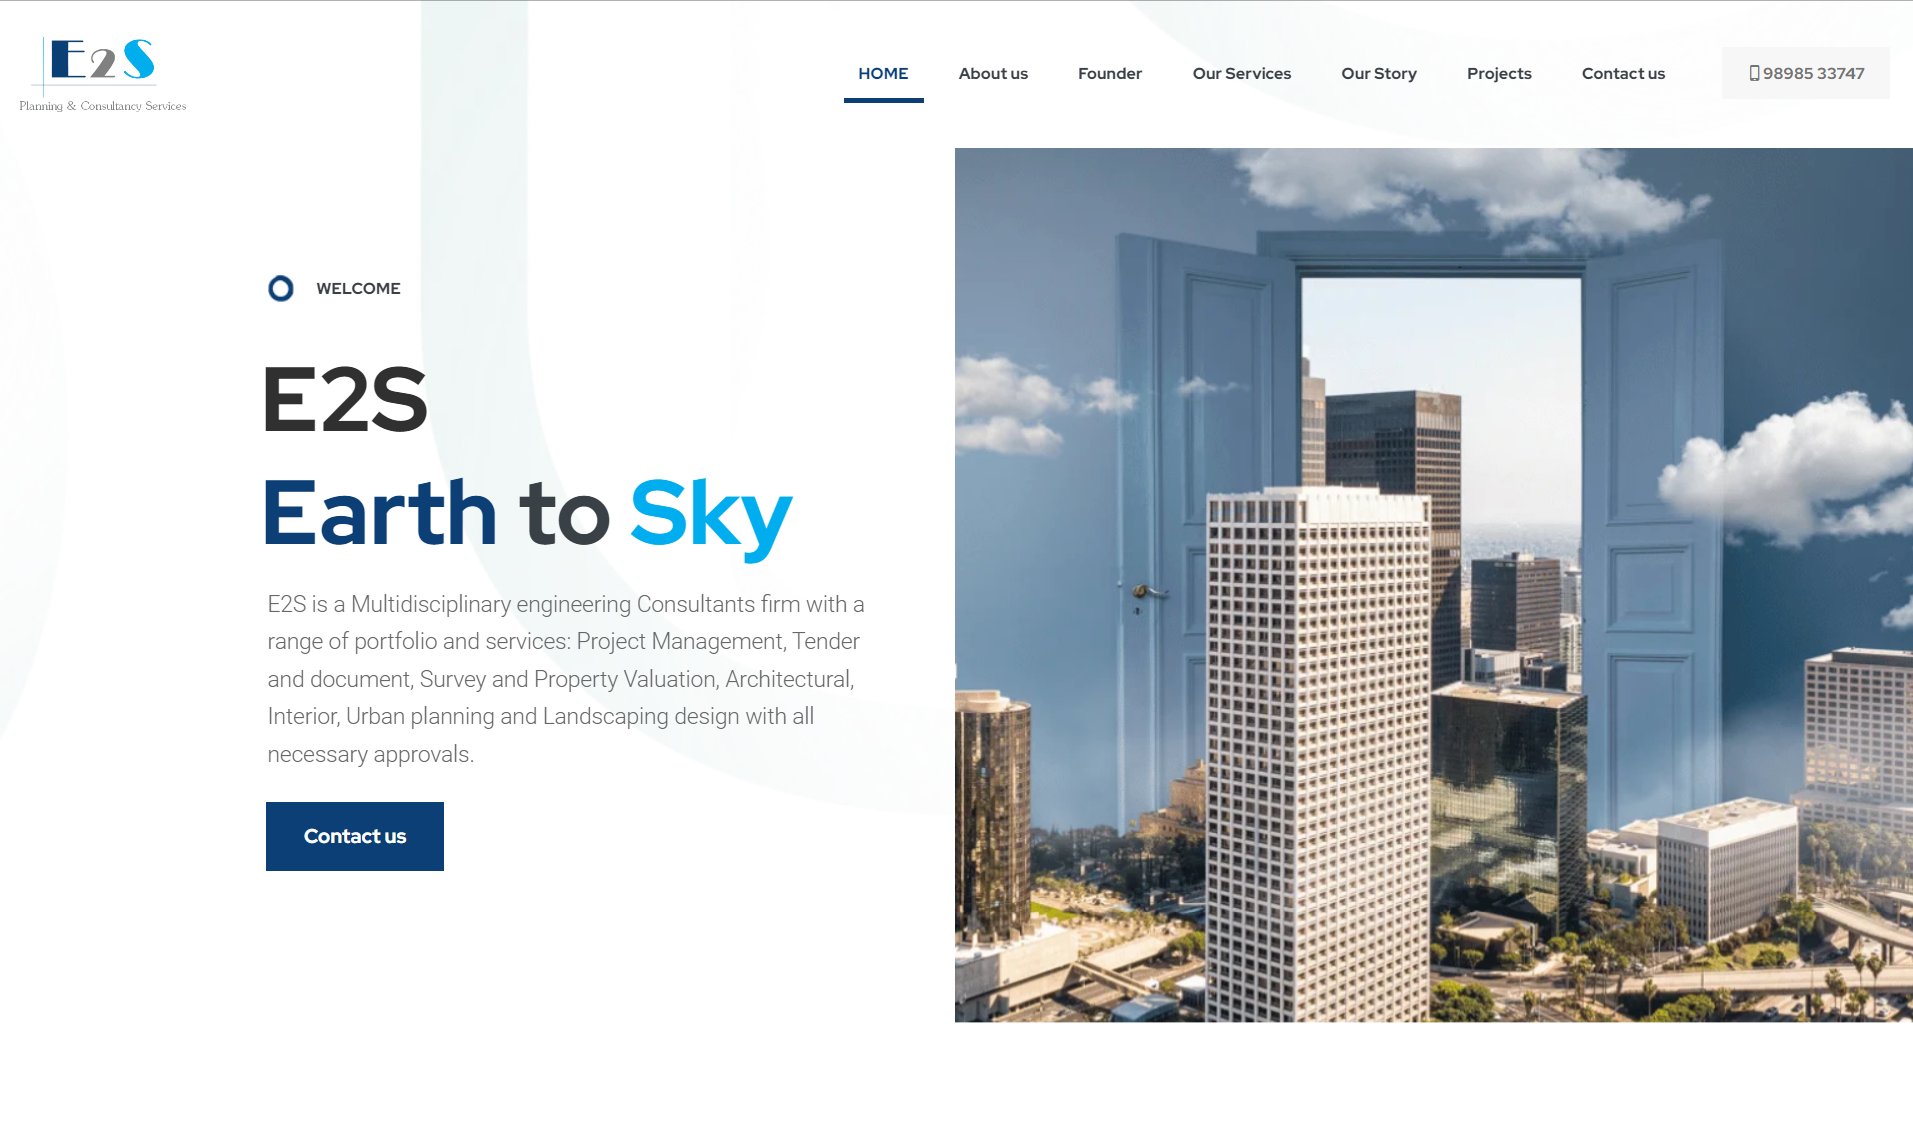 E2S
Planning & Consultancy Services
HOME
About us
Founder
Our Services
Our Story
Projects
Contact us
98985 33747
WELCOME
E2S
Earth to Sky
E2S is a Multidisciplinary engineering Consultants firm with a
range of portfolio and services: Project Management, Tender
and document, Survey and Property Valuation, Architectural,
Interior, Urban planning and Landscaping design with all
necessary approvals.
Contact us